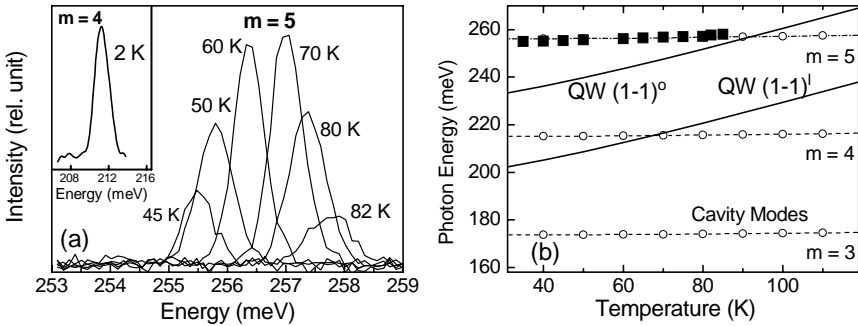 m = 4
2 K
208
212
216
Energy (meV)
m = 5
60 K
70 K
50 K
80 K
45 K
82 K
(a)
Intensity (rel. unit)
253
254
255
256
257
258
259
Energy (meV)
260
240
220
200
180
160
Photon Energy (meV)
m = 5
QW (1-1)º
QW (1-1)ˡ
m = 4
Cavity Modes
(b)
m = 3
40
60
80
100
Temperature (K)